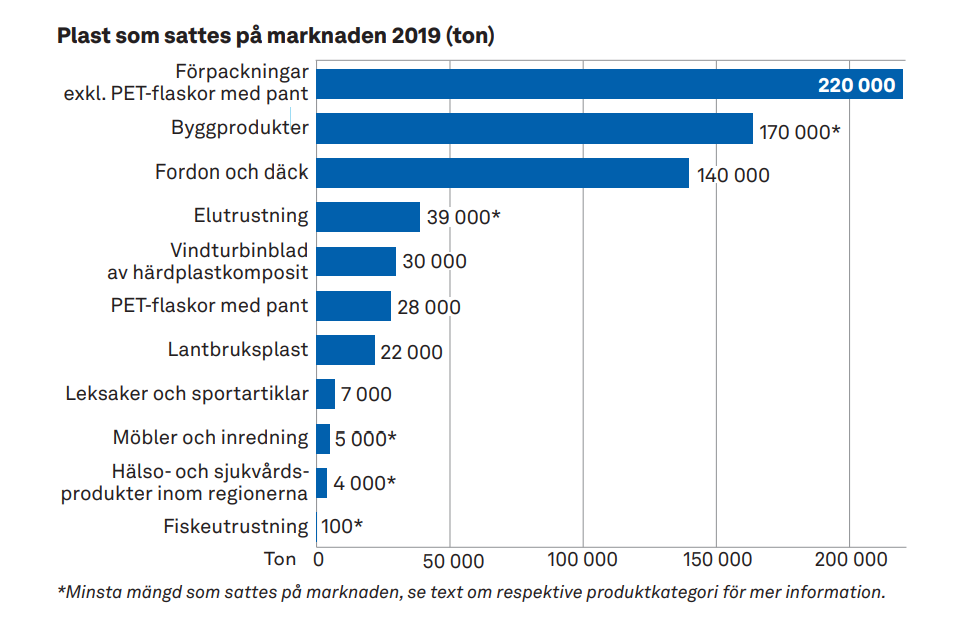 Plast som sattes på marknaden 2019 (ton)
Förpackningar
exkl. PET-flaskor med pant
220 000
Byggprodukter
170 000*
Fordon och däck
140 000
Elutrustning
39 000*
Vindturbinblad
av härdplastkomposit
30 000
PET-flaskor med pant
28 000
Lantbruksplast
22 000
Leksaker och sportartiklar
7 000
Möbler och inredning
5 000*
Hälso- och sjukvårds-
produkter inom regionerna
4 000*
Fiskeutrustning
100*
Ton 0 50 000 100 000 150 000 200 000
*Minsta mängd som sattes på marknaden, se text om respektive produktkategori för mer information.